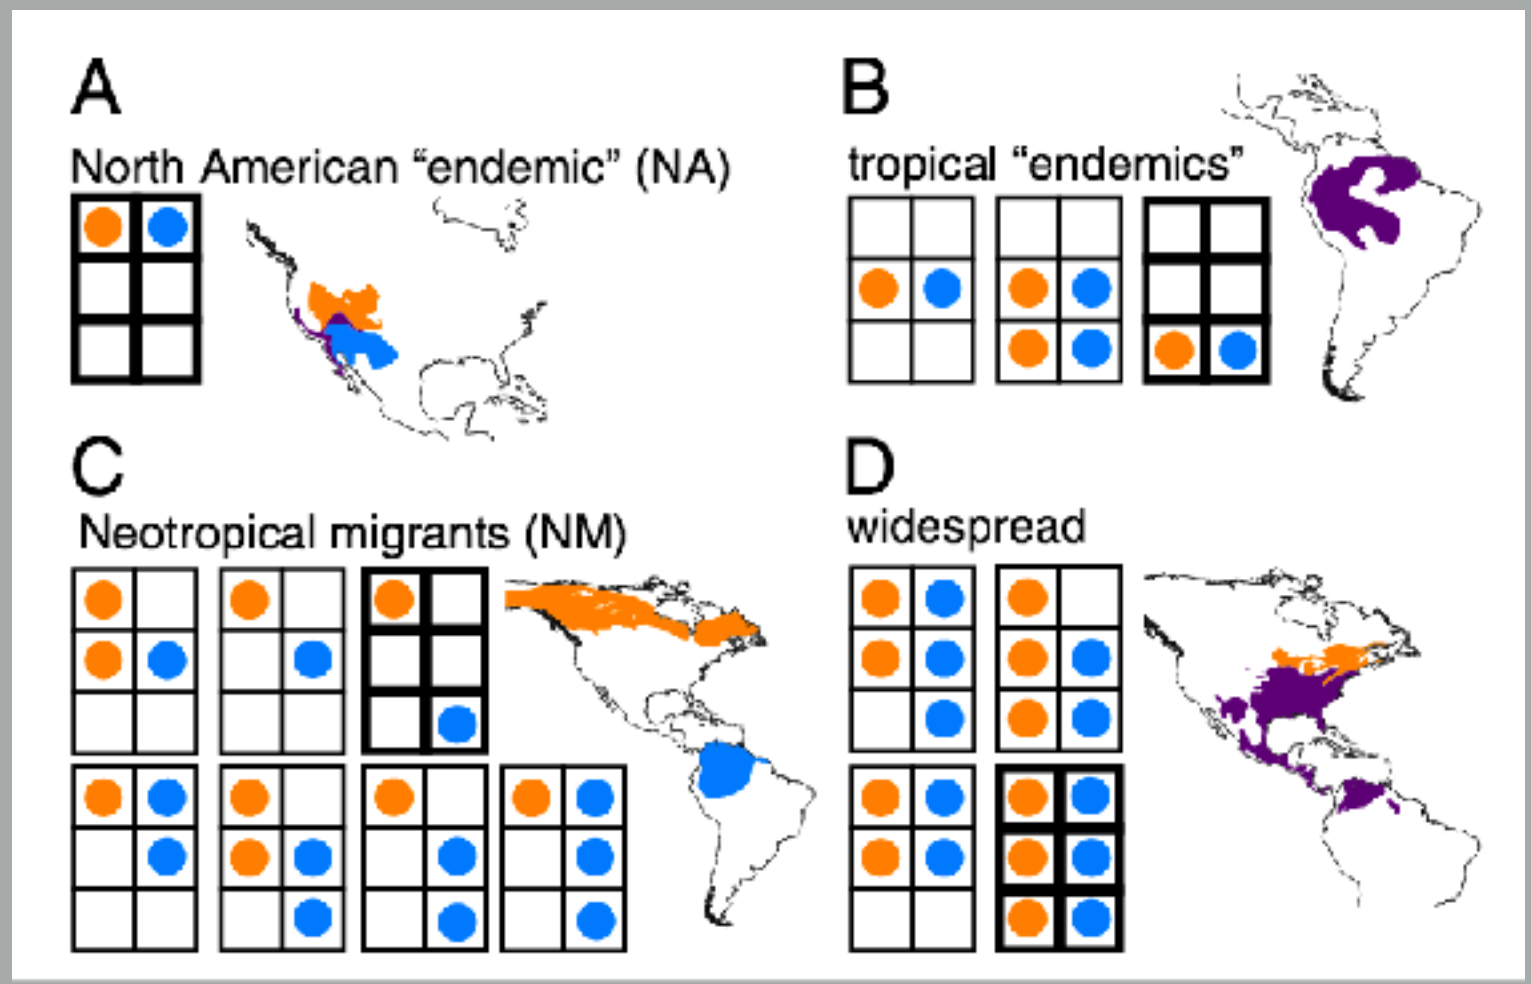 A
North American “endemic” (NA)
B
tropical “endemics”
C
Neotropical migrants (NM)
D
widespread